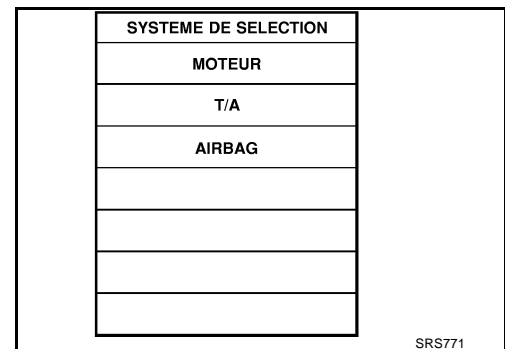 SYSTEME DE SELECTION
MOTEUR
T/A
AIRBAG
SRS771